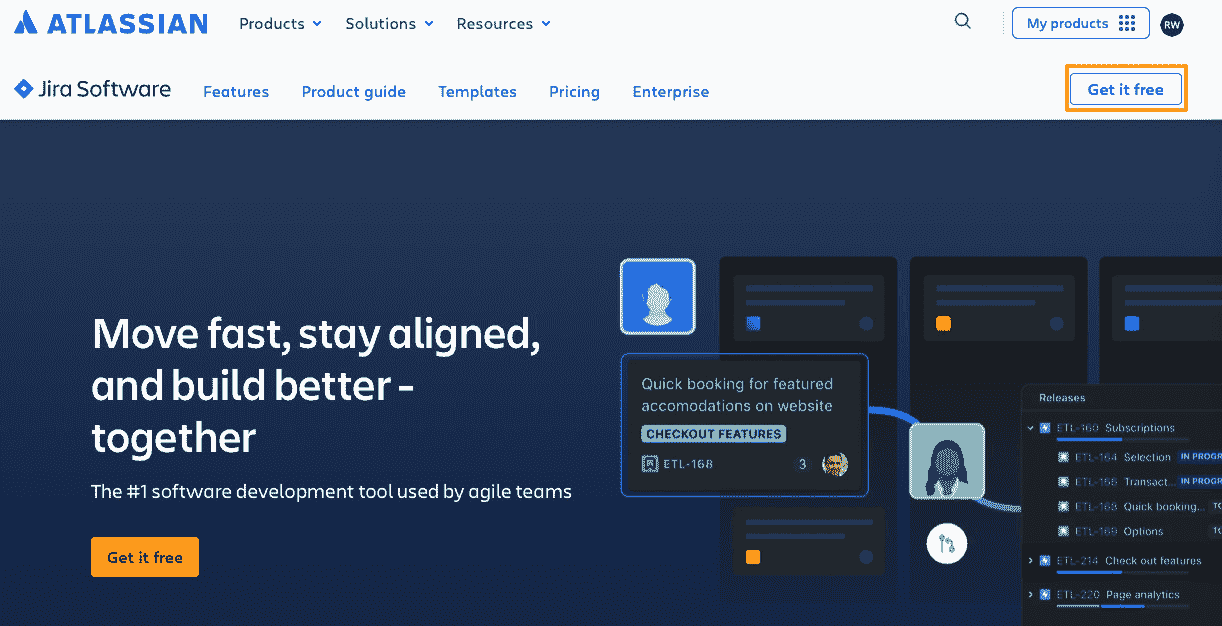 ATLASSIAN
Products
Solutions
Resources
My products
RW
Jira Software
Features
Product guide
Templates
Pricing
Enterprise
Get it free
Move fast, stay aligned,
and build better –
together
The #1 software development tool used by agile teams
Get it free
Quick booking for featured
accomodations on website
CHECKOUT FEATURES
ETL-168 3
Releases
ETL-160 Subscriptions
ETL-164 Selection IN PROGR
ETL-166 Transact... IN PROGR
ETL-168 Quick booking... TO
ETL-169 Options TO
ETL-214 Check out features
ETL-220 Page analytics